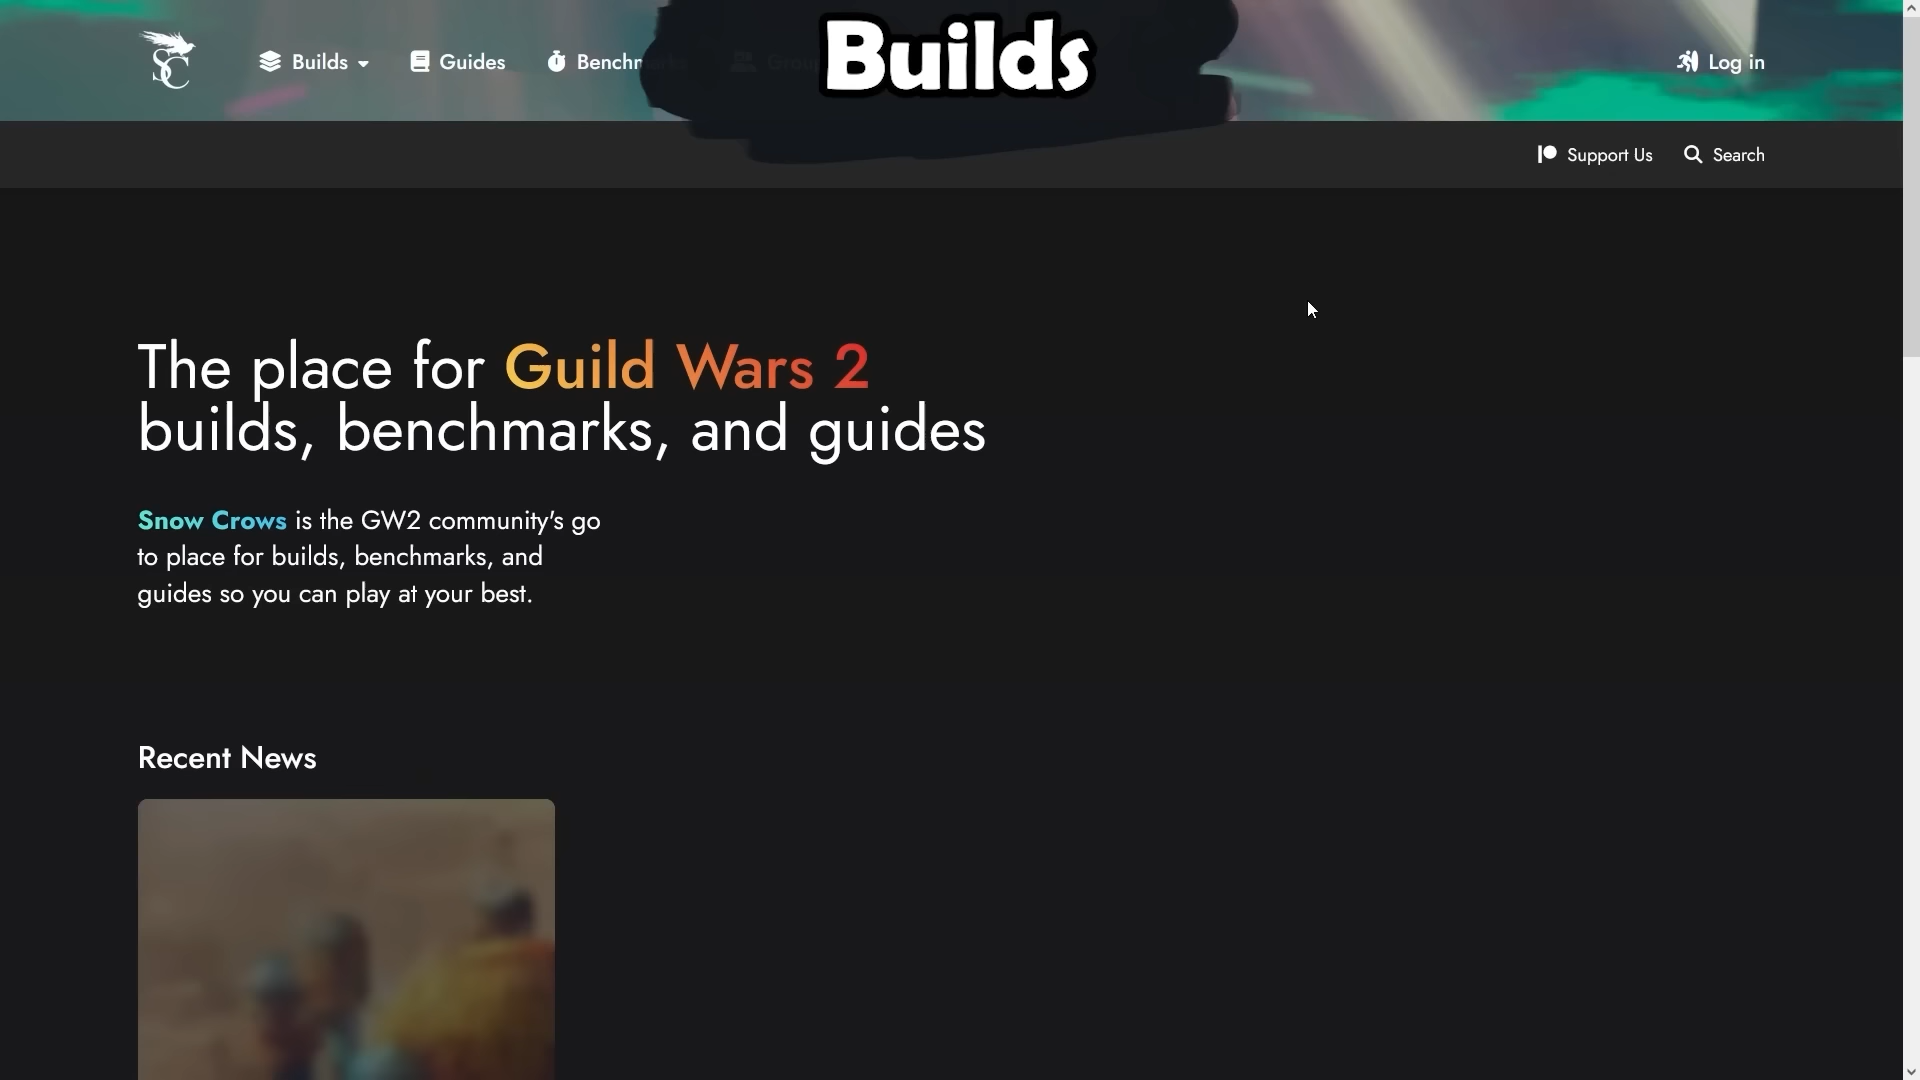 Builds
SC
Builds
Guides
Log in
Support Us
Search
The place for Guild Wars 2
builds, benchmarks, and guides
Snow Crows is the GW2 community's go
to place for builds, benchmarks, and
guides so you can play at your best.
Recent News